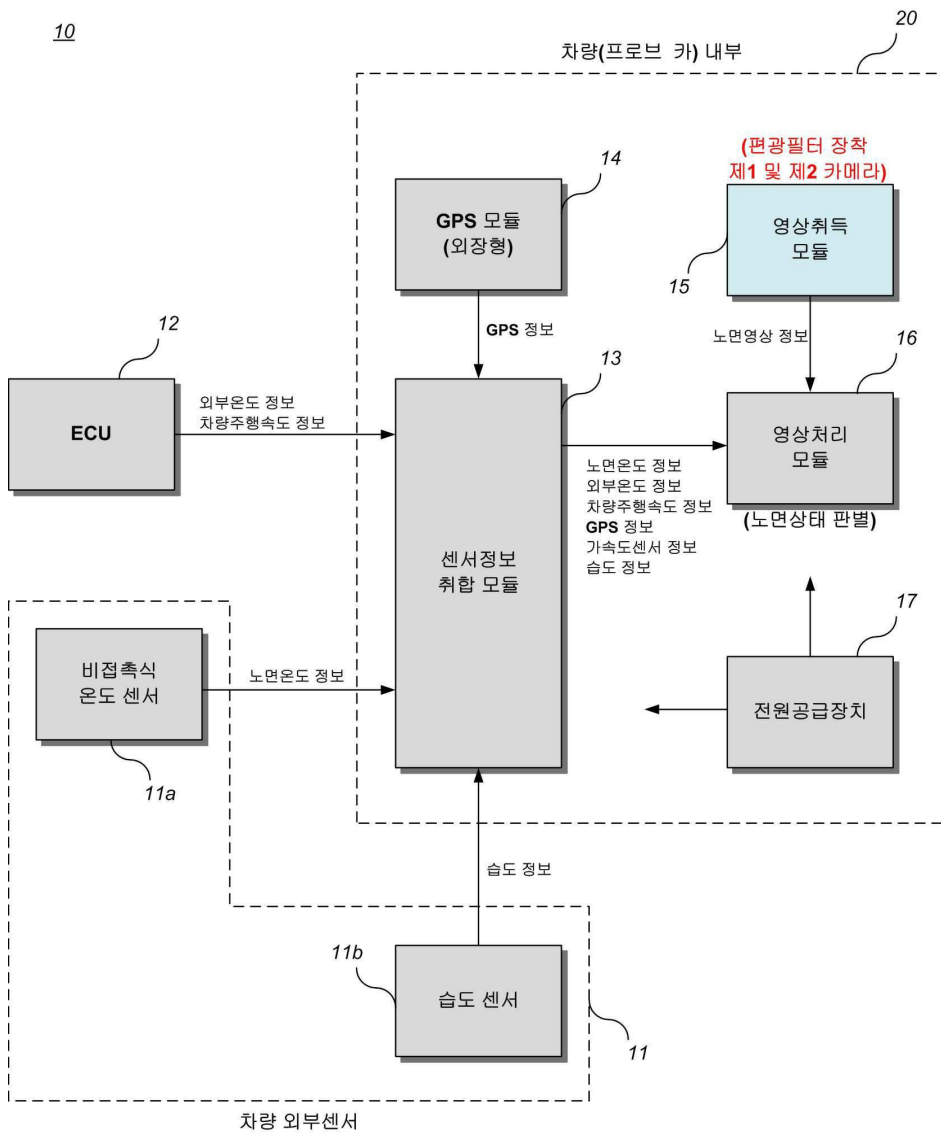 10
20
차량(프로브 카) 내부
(편광필터 장착
제1 및 제2 카메라)
14
GPS 모듈
(외장형)
영상취득
모듈
15
GPS 정보
노면영상 정보
12
13
16
ECU
외부온도 정보
차량주행속도 정보
영상처리
모듈
(노면상태 판별)
노면온도 정보
외부온도 정보
차량주행속도 정보
GPS 정보
가속도센서 정보
습도 정보
센서정보
취합 모듈
17
비접촉식
온도 센서
노면온도 정보
전원공급장치
11a
습도 정보
11b
습도 센서
11
차량 외부센서